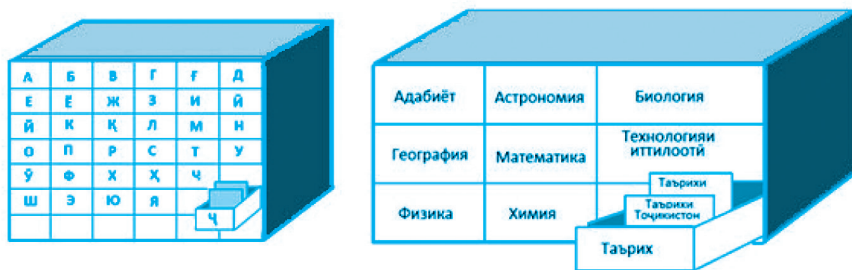 А Б В Г Ғ Д
Е Ё Ж З И Ӣ
Й К Қ Л М Н
О П Р С Т У
Ӯ Ф Х Ҳ Ч
Ш Э Ю Я
Ҷ
Адабиёт Астрономия Биология
География Математика Технологияи
иттилоотӣ
Физика Химия
Таърихи
Таърихи
Тоҷикистон
Таърих